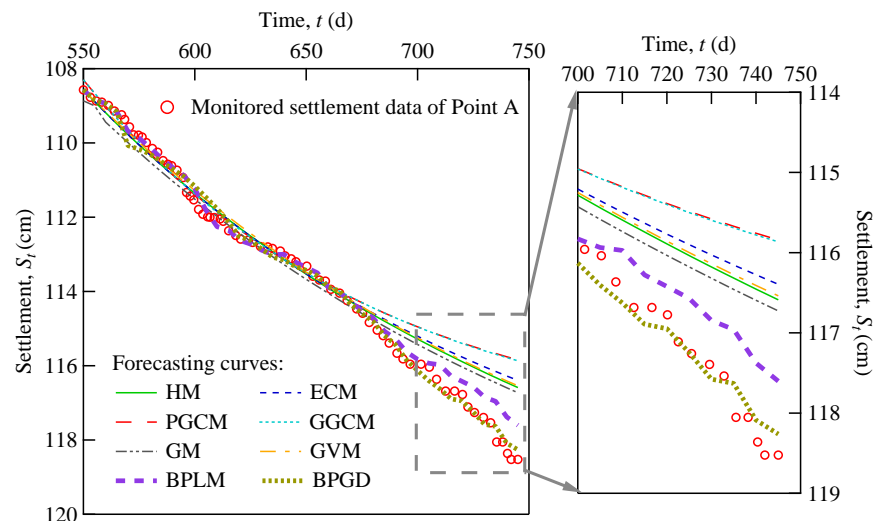 Time, t (d)
550 600 650 700 750
Time, t (d)
700 710 720 730 740 750
108
110
112
114
116
118
120
Settlement, St (cm)
Monitored settlement data of Point A
Forecasting curves:
HM ECM
PGCM GGCM
GM GVM
BPLM BPGD
114
115
116
117
118
119
Settlement, St (cm)